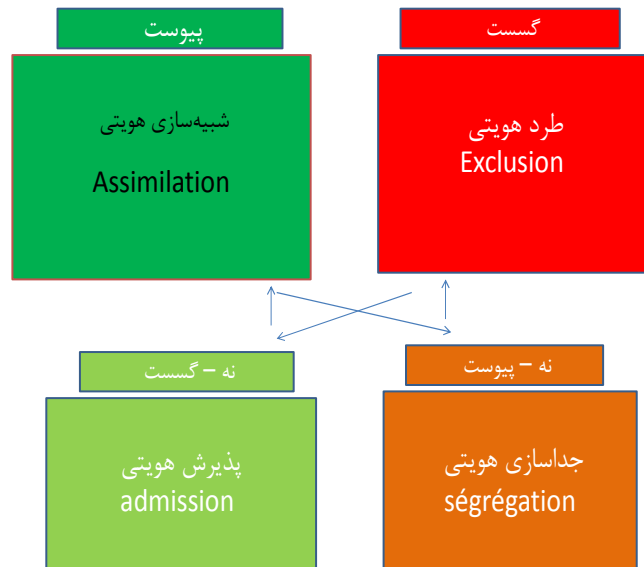 گسست
پیوست
طرد هویتی
Exclusion
شبیه‌سازی هویتی
Assimilation
نه – پیوست
نه – گسست
جداسازی هویتی
ségrégation
پذیرش هویتی
admission